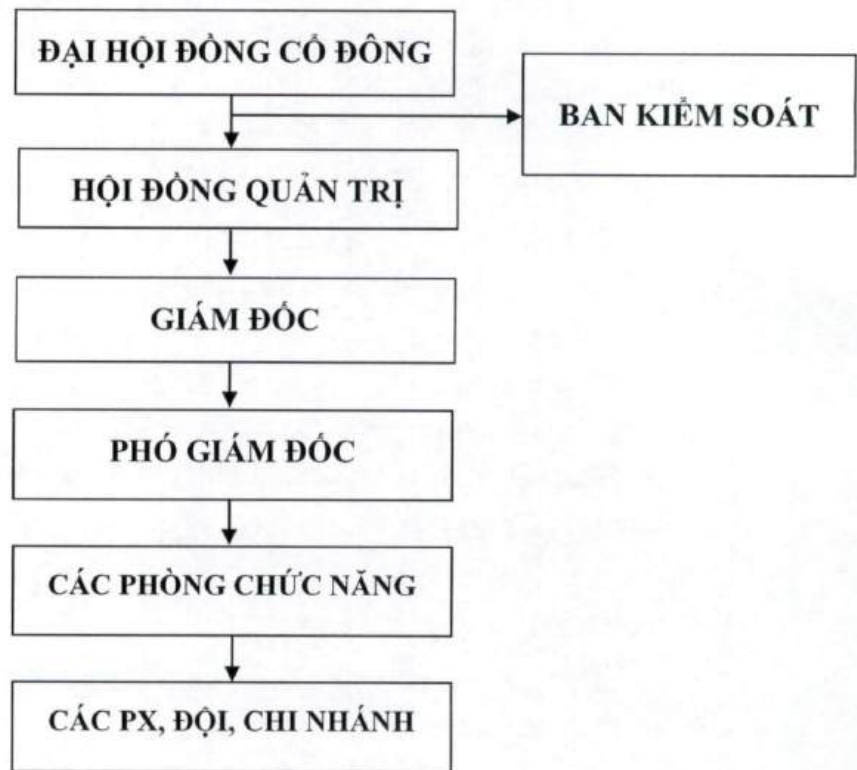 ĐẠI HỘI ĐỒNG CỔ ĐÔNG
BAN KIỂM SOÁT
HỘI ĐỒNG QUẢN TRỊ
GIÁM ĐỐC
PHÓ GIÁM ĐỐC
CÁC PHÒNG CHỨC NĂNG
CÁC PX, ĐỘI, CHI NHÁNH